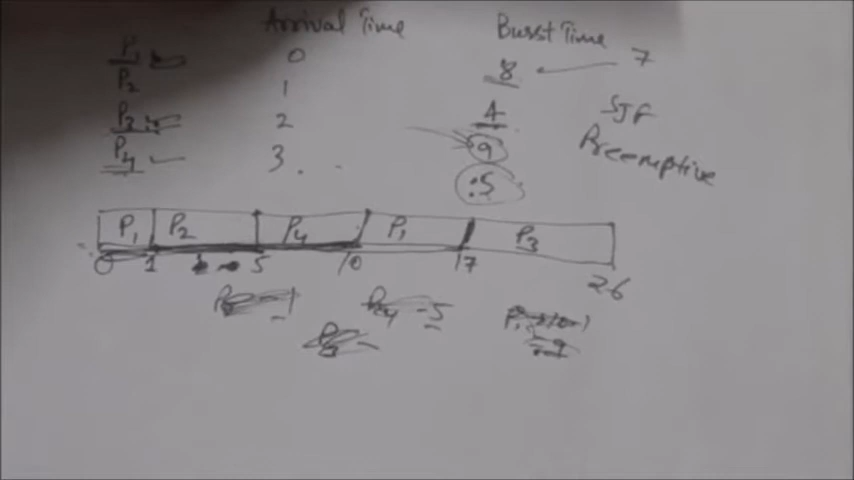 Arrival Time Burst Time
P1 0 8 7
P2 1 4 SJF
P3 2 9 Preemptive
P4 3 5
P1 P2 P4 P1 P3
0 1 5 10 17 26
P4 -5